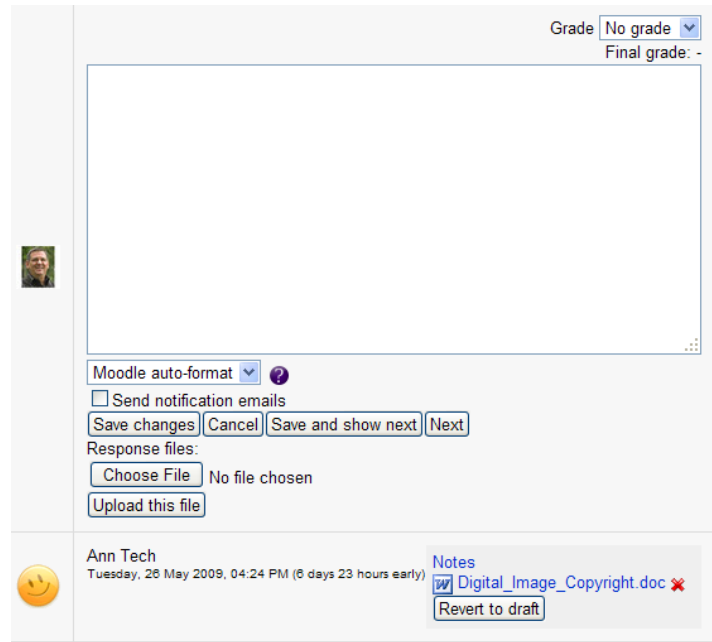 Grade No grade
Final grade: -
Moodle auto-format ?
Send notification emails
Save changes Cancel Save and show next Next
Response files:
Choose File No file chosen
Upload this file
Ann Tech
Tuesday, 26 May 2009, 04:24 PM (6 days 23 hours early)
Notes
Digital_Image_Copyright.doc
Revert to draft